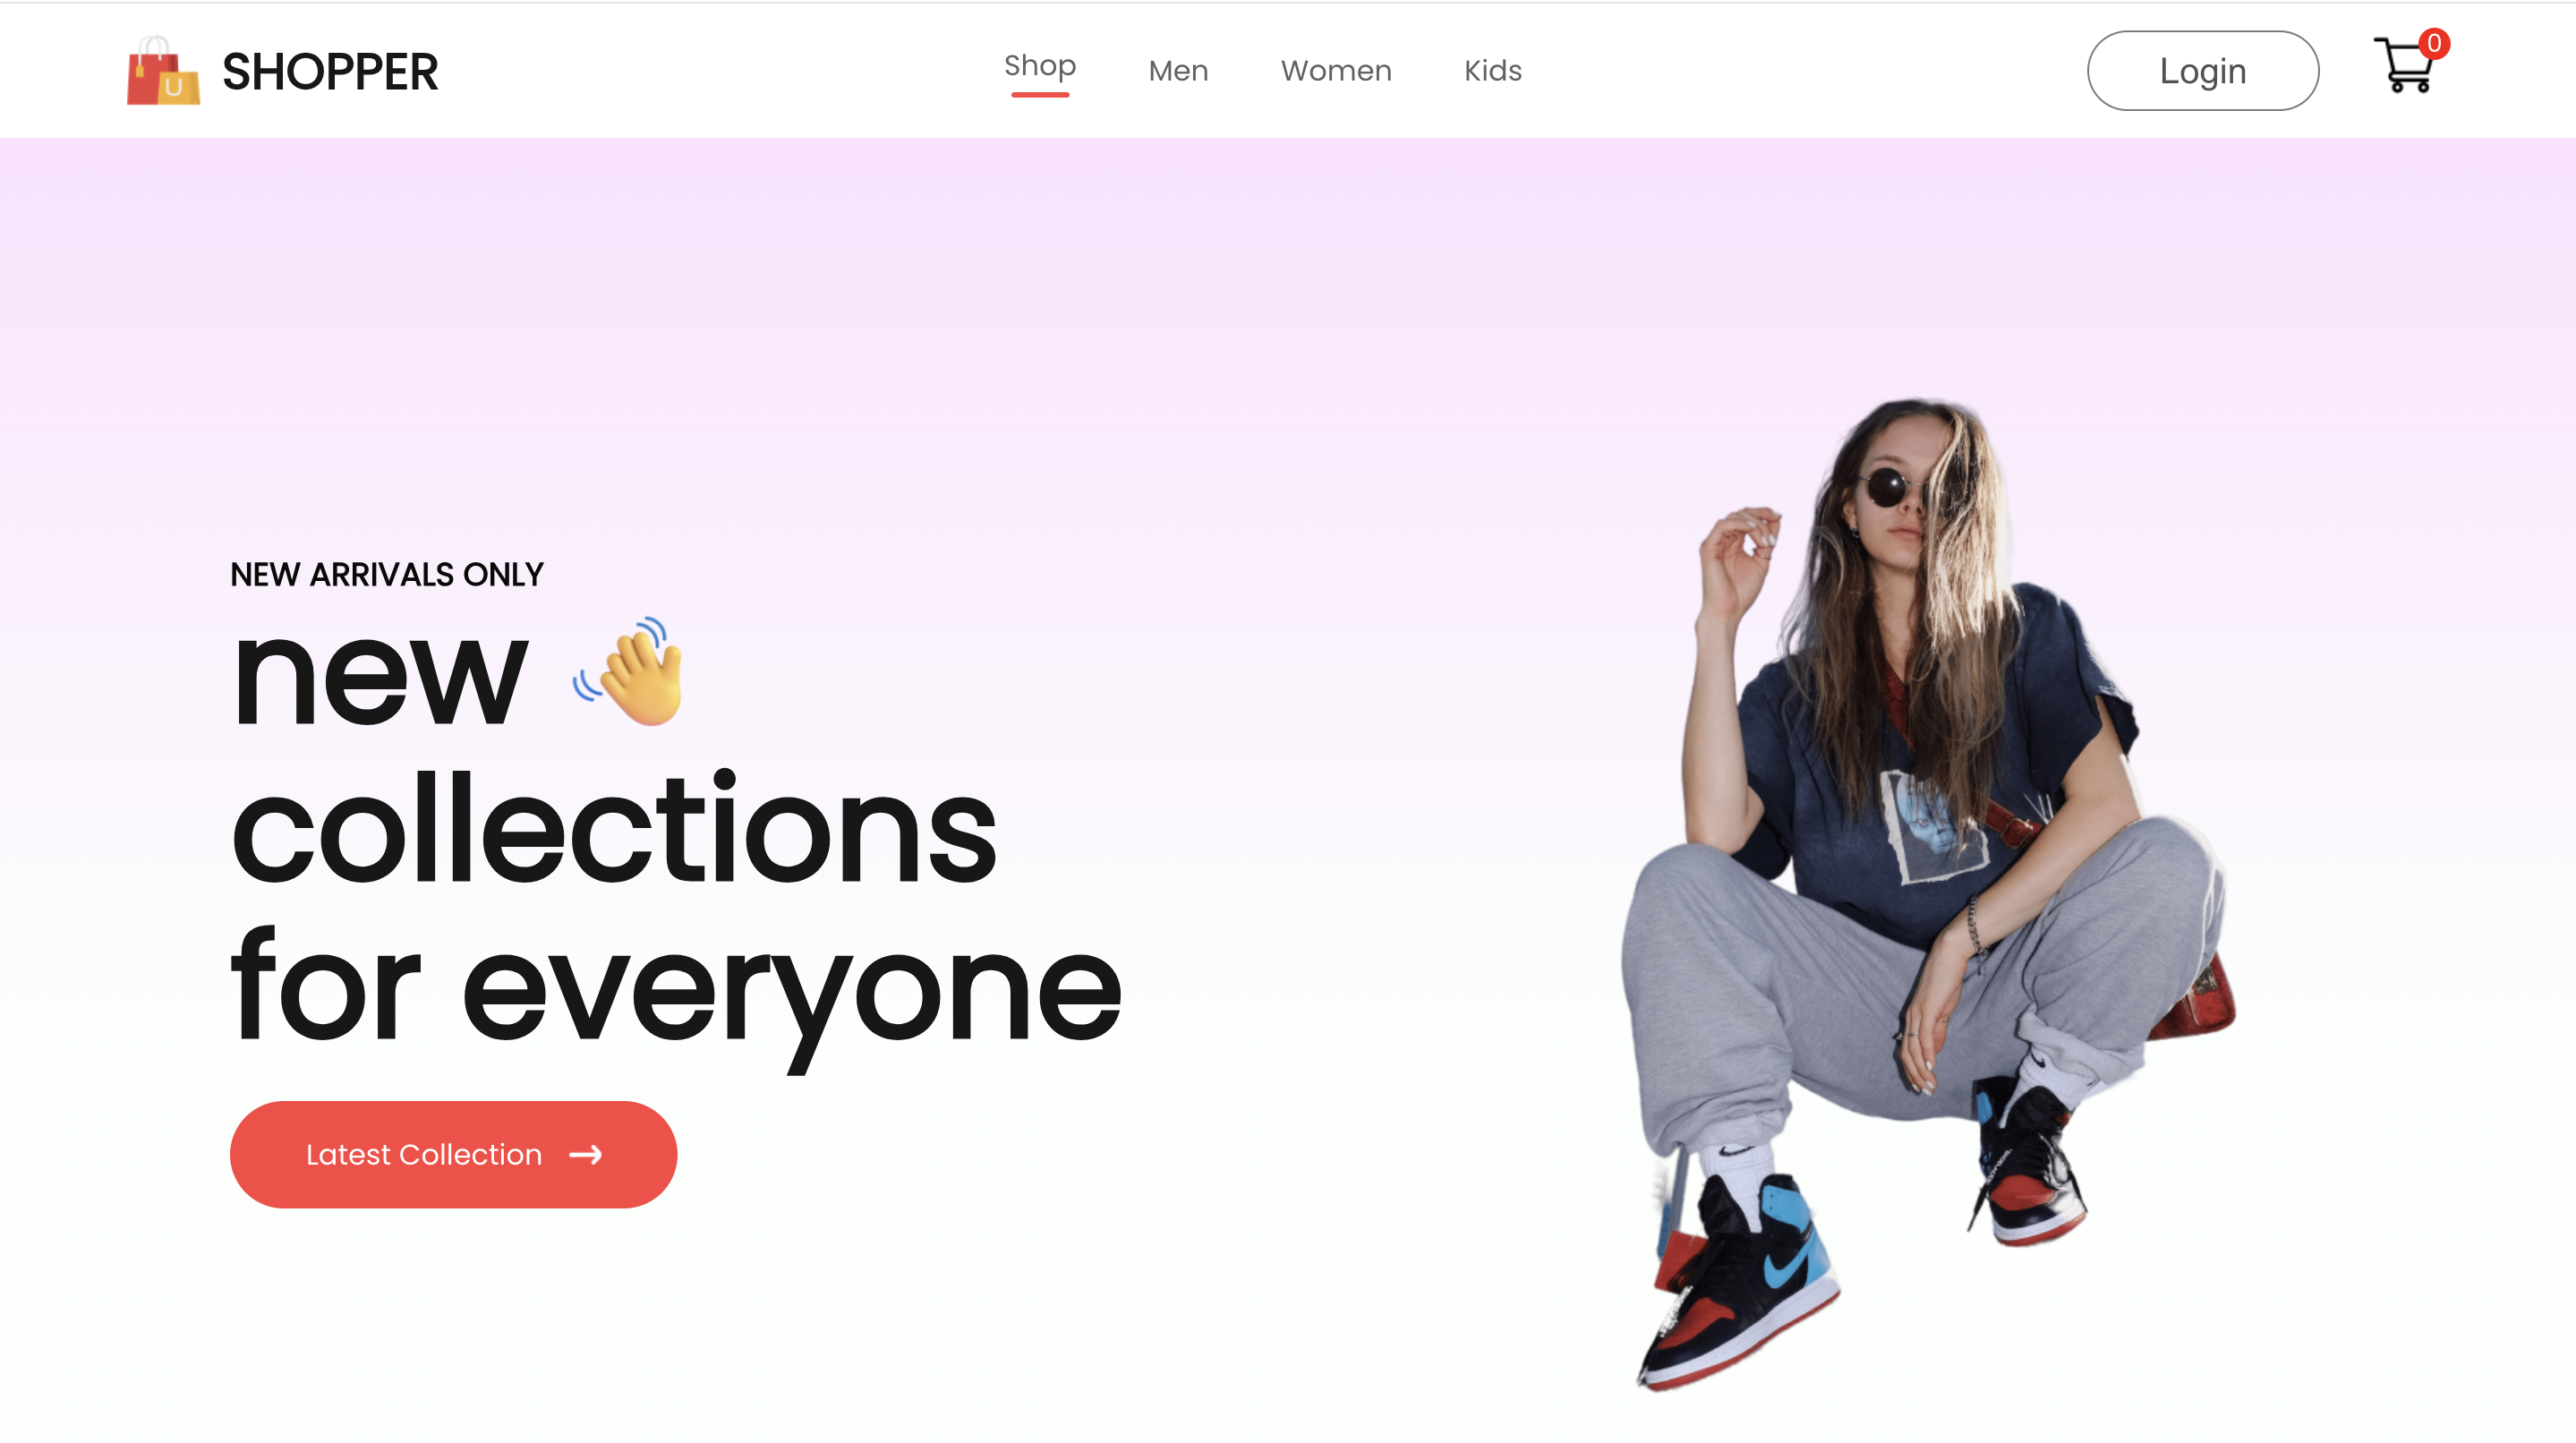 SHOPPER
Shop
Men
Women
Kids
Login
0
NEW ARRIVALS ONLY
new 👋
collections
for everyone
Latest Collection →